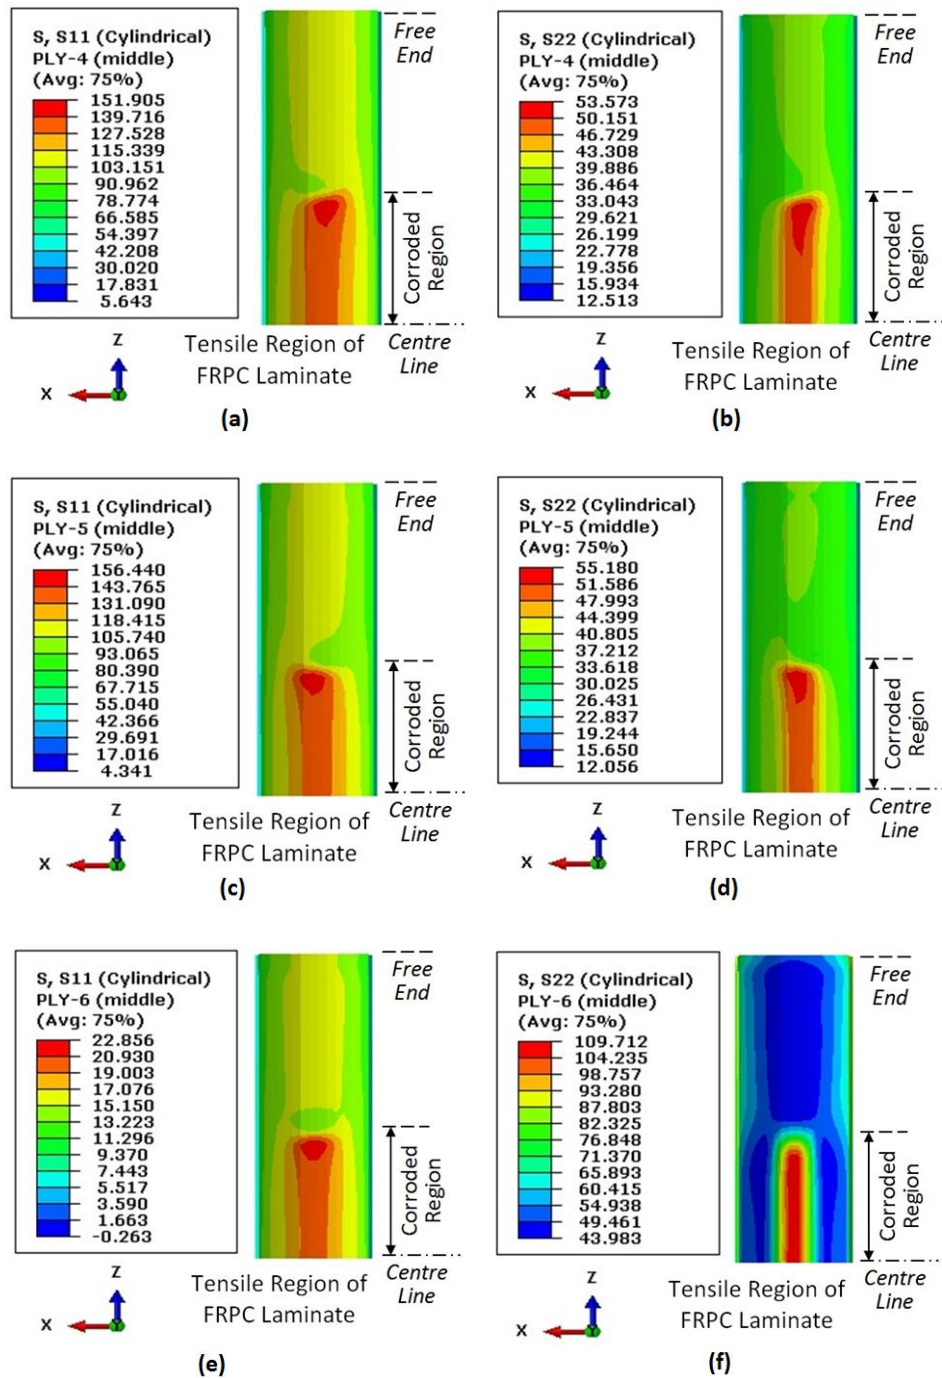 S, S11 (Cylindrical)
PLY-4 (middle)
(Avg: 75%)
151.905
139.716
127.528
115.339
103.151
90.962
78.774
66.585
54.397
42.208
30.020
17.831
5.643
Free
End
Corroded
Region
Centre
Line
Z
X
Y
Tensile Region of
FRPC Laminate
(a)
S, S22 (Cylindrical)
PLY-4 (middle)
(Avg: 75%)
53.573
50.151
46.729
43.308
39.886
36.464
33.043
29.621
26.199
22.778
19.356
15.934
12.513
Free
End
Corroded
Region
Centre
Line
Z
X
Y
Tensile Region of
FRPC Laminate
(b)
S, S11 (Cylindrical)
PLY-5 (middle)
(Avg: 75%)
156.440
143.765
131.090
118.415
105.740
93.065
80.390
67.715
55.040
42.366
29.691
17.016
4.341
Free
End
Corroded
Region
Centre
Line
Z
X
Y
Tensile Region of
FRPC Laminate
(c)
S, S22 (Cylindrical)
PLY-5 (middle)
(Avg: 75%)
55.180
51.586
47.993
44.399
40.805
37.212
33.618
30.025
26.431
22.837
19.244
15.650
12.056
Free
End
Corroded
Region
Centre
Line
Z
X
Y
Tensile Region of
FRPC Laminate
(d)
S, S11 (Cylindrical)
PLY-6 (middle)
(Avg: 75%)
22.856
20.930
19.003
17.076
15.150
13.223
11.296
9.370
7.443
5.517
3.590
1.663
-0.263
Free
End
Corroded
Region
Centre
Line
Z
X
Y
Tensile Region of
FRPC Laminate
(e)
S, S22 (Cylindrical)
PLY-6 (middle)
(Avg: 75%)
109.712
104.235
98.757
93.280
87.803
82.325
76.848
71.370
65.893
60.415
54.938
49.461
43.983
Free
End
Corroded
Region
Centre
Line
Z
X
Y
Tensile Region of
FRPC Laminate
(f)